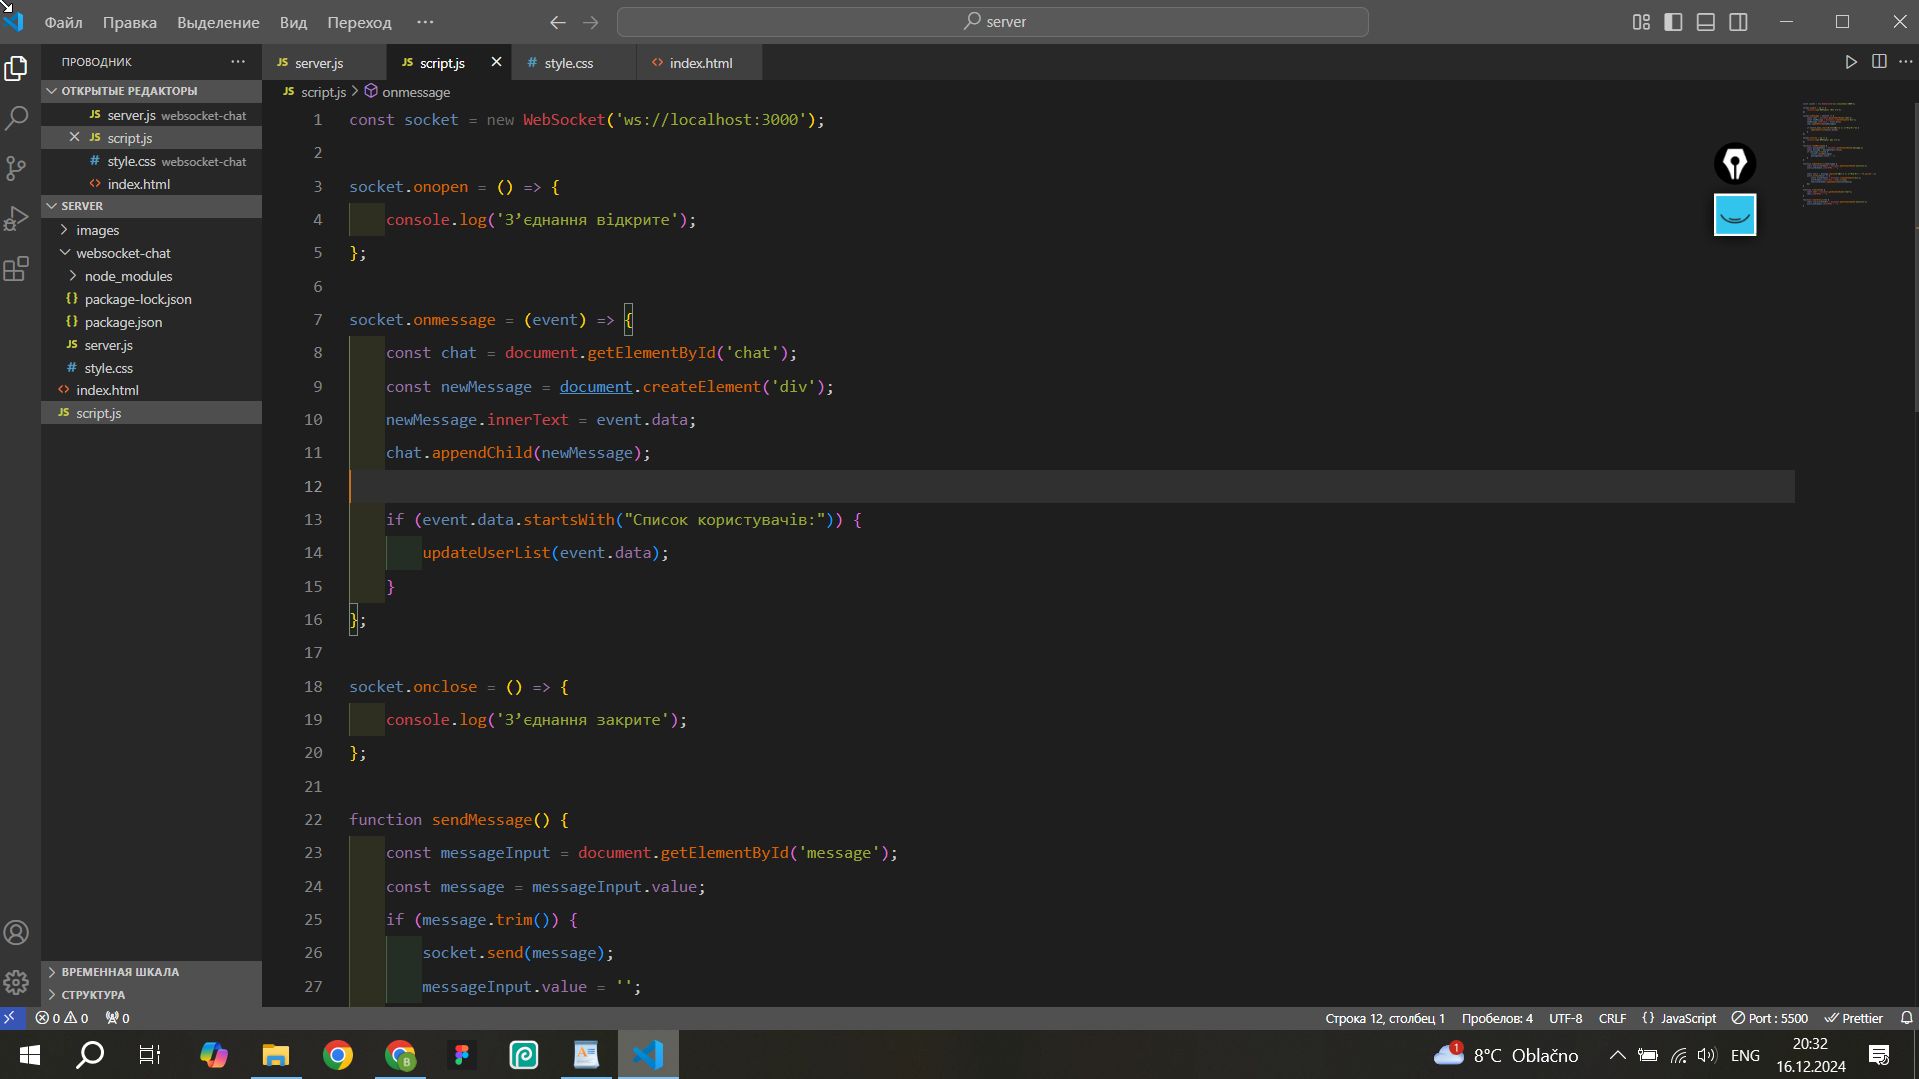 Файл Правка Выделение Вид Переход ···
server
ПРОВОДНИК ···
ОТКРЫТЫЕ РЕДАКТОРЫ
JS server.js websocket-chat
JS script.js
# style.css websocket-chat
<> index.html
SERVER
images
websocket-chat
node_modules
{} package-lock.json
{} package.json
JS server.js
# style.css
<> index.html
JS script.js
ВРЕМЕННАЯ ШКАЛА
СТРУКТУРА
JS server.js JS script.js # style.css <> index.html
JS script.js > onmessage
1 const socket = new WebSocket('ws://localhost:3000');
2
3 socket.onopen = () => {
4 console.log('З’єднання відкрите');
5 };
6
7 socket.onmessage = (event) => {
8 const chat = document.getElementById('chat');
9 const newMessage = document.createElement('div');
10 newMessage.innerText = event.data;
11 chat.appendChild(newMessage);
12
13 if (event.data.startsWith("Список користувачів:")) {
14 updateUserList(event.data);
15 }
16 };
17
18 socket.onclose = () => {
19 console.log('З’єднання закрите');
20 };
21
22 function sendMessage() {
23 const messageInput = document.getElementById('message');
24 const message = messageInput.value;
25 if (message.trim()) {
26 socket.send(message);
27 messageInput.value = '';
0 0 0
Строка 12, столбец 1 Пробелов: 4 UTF-8 CRLF {} JavaScript Port : 5500 Prettier
1 8°C Oblačno ENG
20:32
16.12.2024